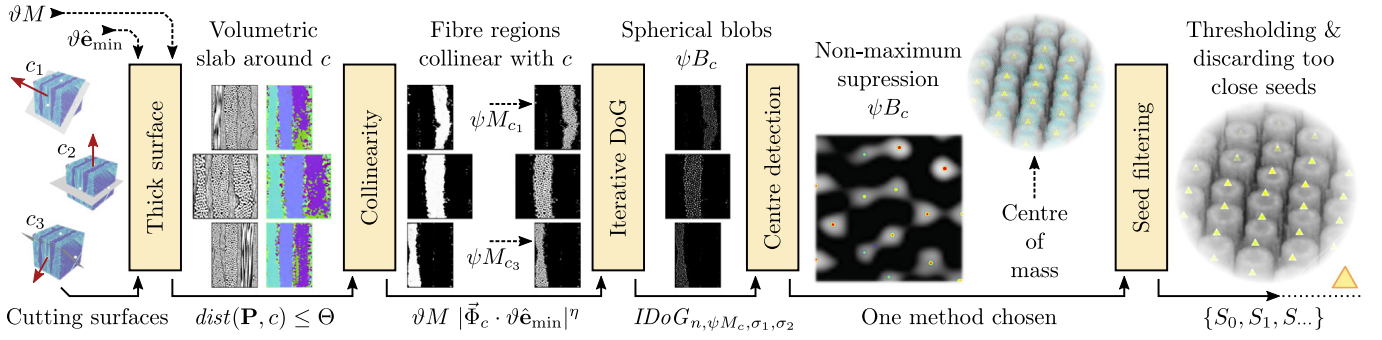 ϑM
ϑê_min
c_1
c_2
c_3
Cutting surfaces
Thick surface
Volumetric
slab around c
dist(P, c) ≤ Θ
Collinearity
Fibre regions
collinear with c
ψM_{c_1}
ψM_{c_3}
ϑM |Φ⃗_c · ϑê_min|^η
Iterative DoG
Spherical blobs
ψB_c
IDoG_{n,ψM_c,σ_1,σ_2}
Centre detection
Non-maximum
supression
ψB_c
Centre
of
mass
One method chosen
Seed filtering
Thresholding &
discarding too
close seeds
{S_0, S_1, S...}